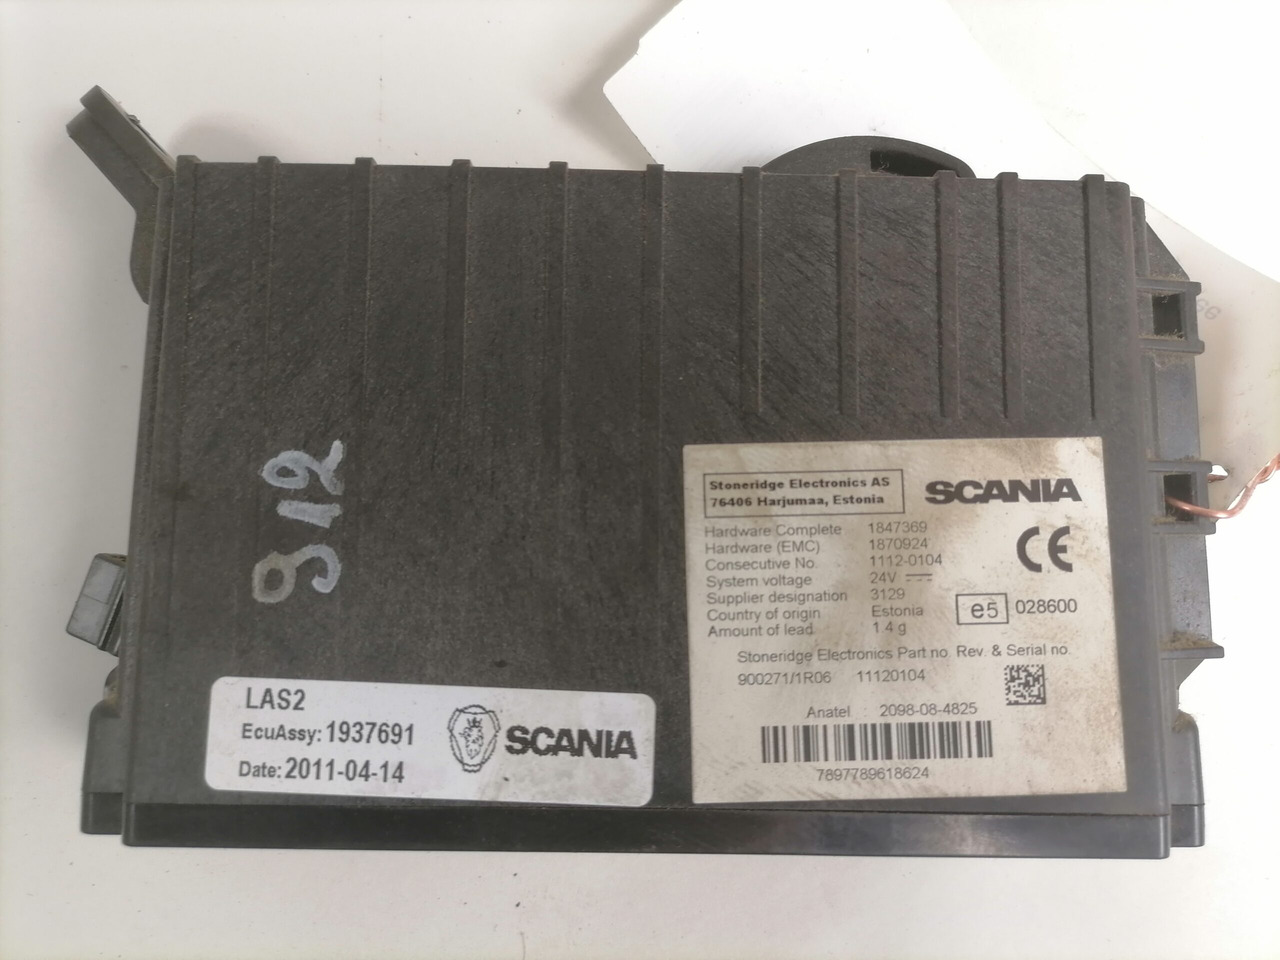 912
Stoneridge Electronics AS
76406 Harjumaa, Estonia
SCANIA
Hardware Complete 1847369
Hardware (EMC) 1870924
Consecutive No. 1112-0104
System voltage 24V
Supplier designation 3129
Country of origin Estonia
Amount of lead 1.4 g
CE
e5 028600
Stoneridge Electronics Part no. Rev. & Serial no.
900271/1R06 11120104
Anatel : 2098-08-4825
7897789618624
LAS2
EcuAssy: 1937691
Date: 2011-04-14
SCANIA